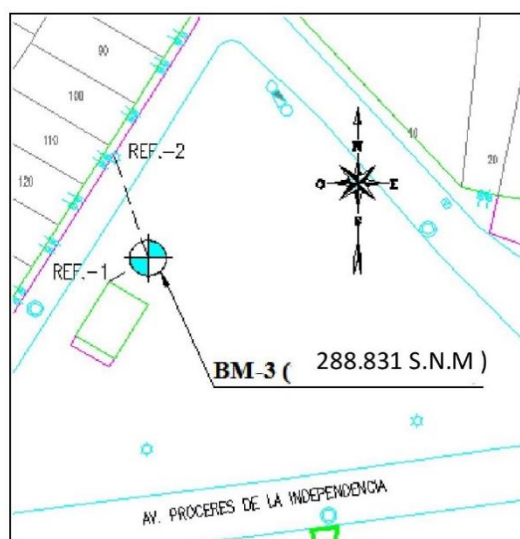 90
100
110
120
REF.-2
REF.-1
10
20
N
O E
S
BM-3 ( 288.831 S.N.M )
AV. PROCERES DE LA INDEPENDENCIA